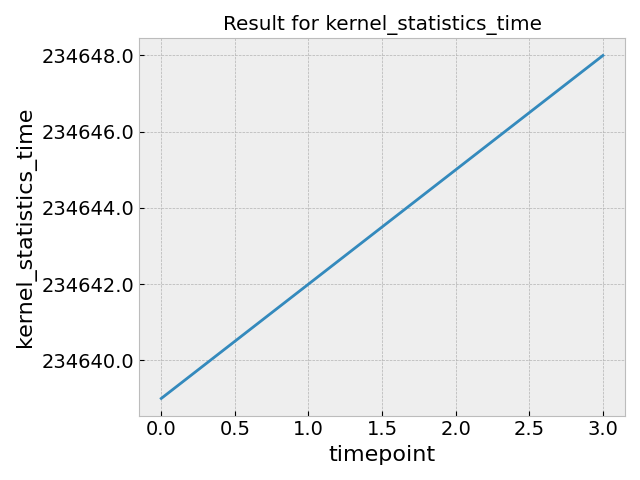 Result for kernel_statistics_time
234648.0
234646.0
234644.0
234642.0
234640.0
kernel_statistics_time
0.0 0.5 1.0 1.5 2.0 2.5 3.0
timepoint